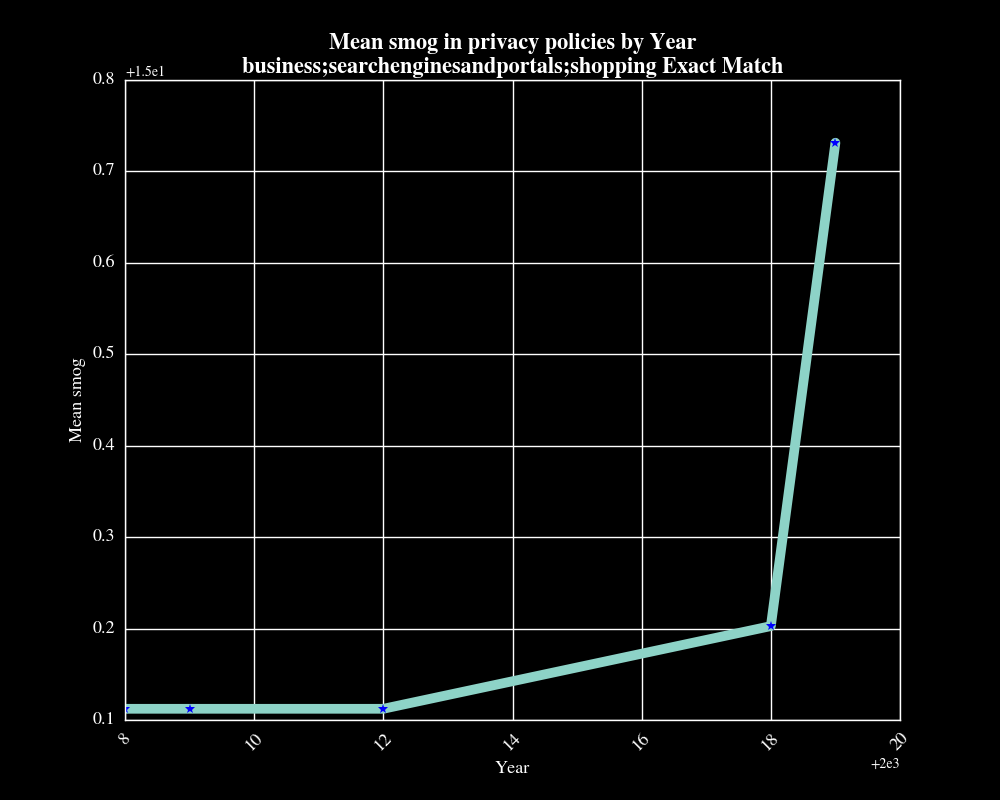 Mean smog in privacy policies by Year
business;searchenginesandportals;shopping Exact Match
+1.5e1
0.8
0.7
0.6
0.5
0.4
0.3
0.2
0.1
Mean smog
8 10 12 14 16 18 20
Year
+2e3